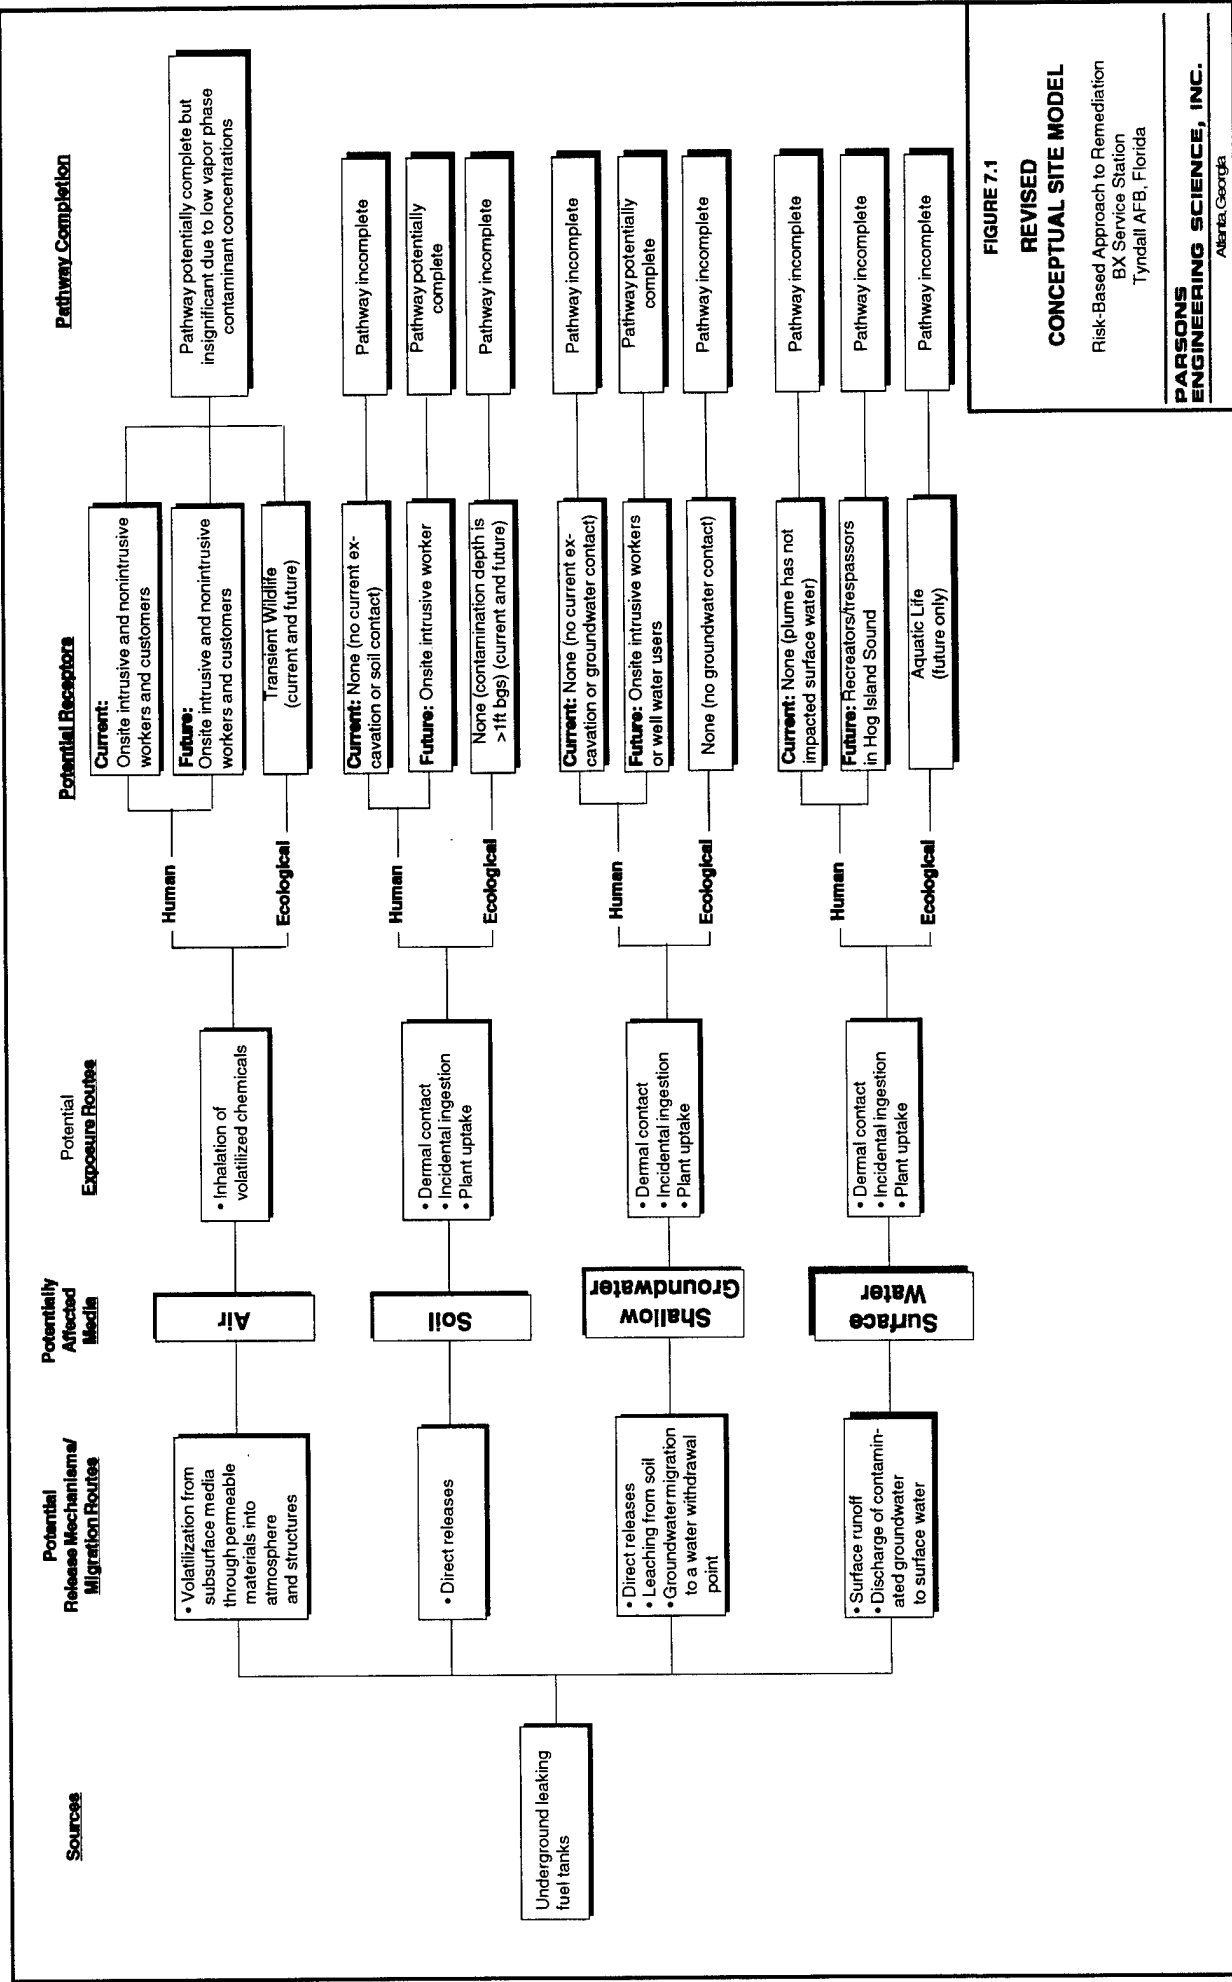 Sources
Potential
Release Mechanisms/
Migration Routes
Potentially
Affected
Media
Potential
Exposure Routes
Potential Receptors
Pathway Completion
Underground leaking
fuel tanks
• Volatilization from
subsurface media
through permeable
materials into
atmosphere
and structures
Air
• Inhalation of
volatilized chemicals
Human
Current:
Onsite intrusive and nonintrusive
workers and customers
Future:
Onsite intrusive and nonintrusive
workers and customers
Ecological
Transient Wildlife
(current and future)
Pathway potentially complete but
insignificant due to low vapor phase
contaminant concentrations
• Direct releases
Soil
• Dermal contact
• Incidental ingestion
• Plant uptake
Human
Current: None (no current ex-
cavation or soil contact)
Pathway incomplete
Future: Onsite intrusive worker
Pathway potentially
complete
Ecological
None (contamination depth is
>1ft bgs) (current and future)
Pathway incomplete
• Direct releases
• Leaching from soil
• Groundwater migration
to a water withdrawal
point
Shallow
Groundwater
• Dermal contact
• Incidental ingestion
• Plant uptake
Human
Current: None (no current ex-
cavation or groundwater contact)
Pathway incomplete
Future: Onsite intrusive workers
or well water users
Pathway potentially
complete
Ecological
None (no groundwater contact)
Pathway incomplete
• Surface runoff
• Discharge of contamin-
ated groundwater
to surface water
Surface
Water
• Dermal contact
• Incidental ingestion
• Plant uptake
Human
Current: None (plume has not
impacted surface water)
Pathway incomplete
Future: Recreators/trespassors
in Hog Island Sound
Pathway incomplete
Ecological
Aquatic Life
(future only)
Pathway incomplete
FIGURE 7.1
REVISED
CONCEPTUAL SITE MODEL
Risk-Based Approach to Remediation
BX Service Station
Tyndall AFB, Florida
PARSONS
ENGINEERING SCIENCE, INC.
Atlanta, Georgia